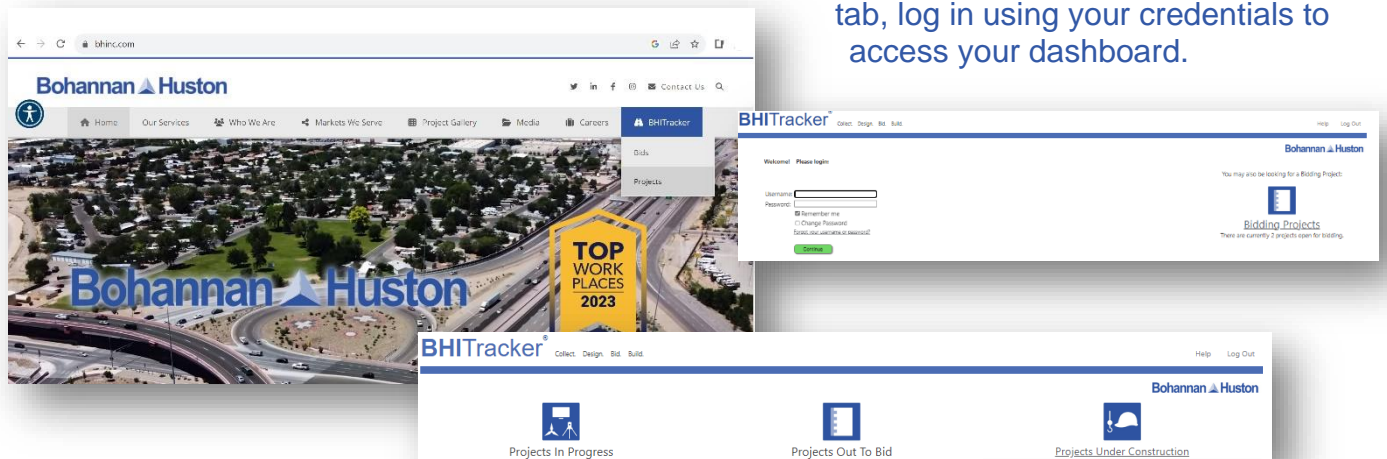 tab, log in using your credentials to
access your dashboard.
bhinc.com
Bohannan Huston
Contact Us
Home Our Services Who We Are Markets We Serve Project Gallery Media Careers BHITracker
Bids
Projects
TOP
WORK
PLACES
2023
Bohannan Huston
BHITracker® Collect. Design. Bid. Build. Help Log Out
Bohannan Huston
Welcome! Please login:
You may also be looking for a Bidding Project:
Username:
Password:
Remember me
Change Password
Forgot your username or password?
Continue
Bidding Projects
There are currently 2 projects open for bidding.
BHITracker® Collect. Design. Bid. Build. Help Log Out
Bohannan Huston
Projects In Progress Projects Out To Bid Projects Under Construction